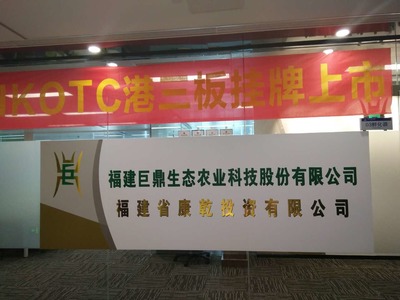 HKOTC港三板挂牌上市
福建巨鼎生态农业科技股份有限公司
福建省康乾投资有限公司